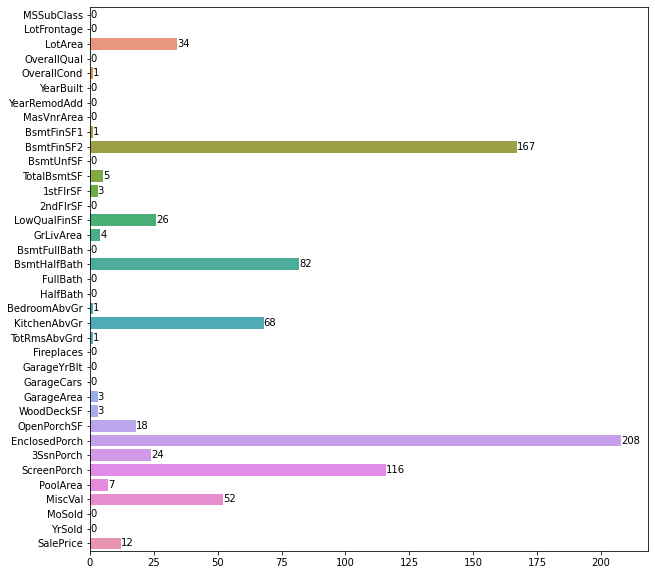 MSSubClass 0
LotFrontage 0
LotArea 34
OverallQual 0
OverallCond 1
YearBuilt 0
YearRemodAdd 0
MasVnrArea 0
BsmtFinSF1 1
BsmtFinSF2 167
BsmtUnfSF 0
TotalBsmtSF 5
1stFlrSF 3
2ndFlrSF 0
LowQualFinSF 26
GrLivArea 4
BsmtFullBath 0
BsmtHalfBath 82
FullBath 0
HalfBath 0
BedroomAbvGr 1
KitchenAbvGr 68
TotRmsAbvGrd 1
Fireplaces 0
GarageYrBlt 0
GarageCars 0
GarageArea 3
WoodDeckSF 3
OpenPorchSF 18
EnclosedPorch 208
3SsnPorch 24
ScreenPorch 116
PoolArea 7
MiscVal 52
MoSold 0
YrSold 0
SalePrice 12
0 25 50 75 100 125 150 175 200